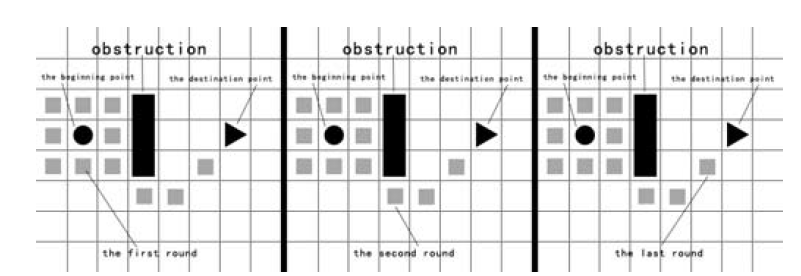 obstruction
the beginning point
the destination point
the first round
obstruction
the beginning point
the destination point
the second round
obstruction
the beginning point
the destination point
the last round